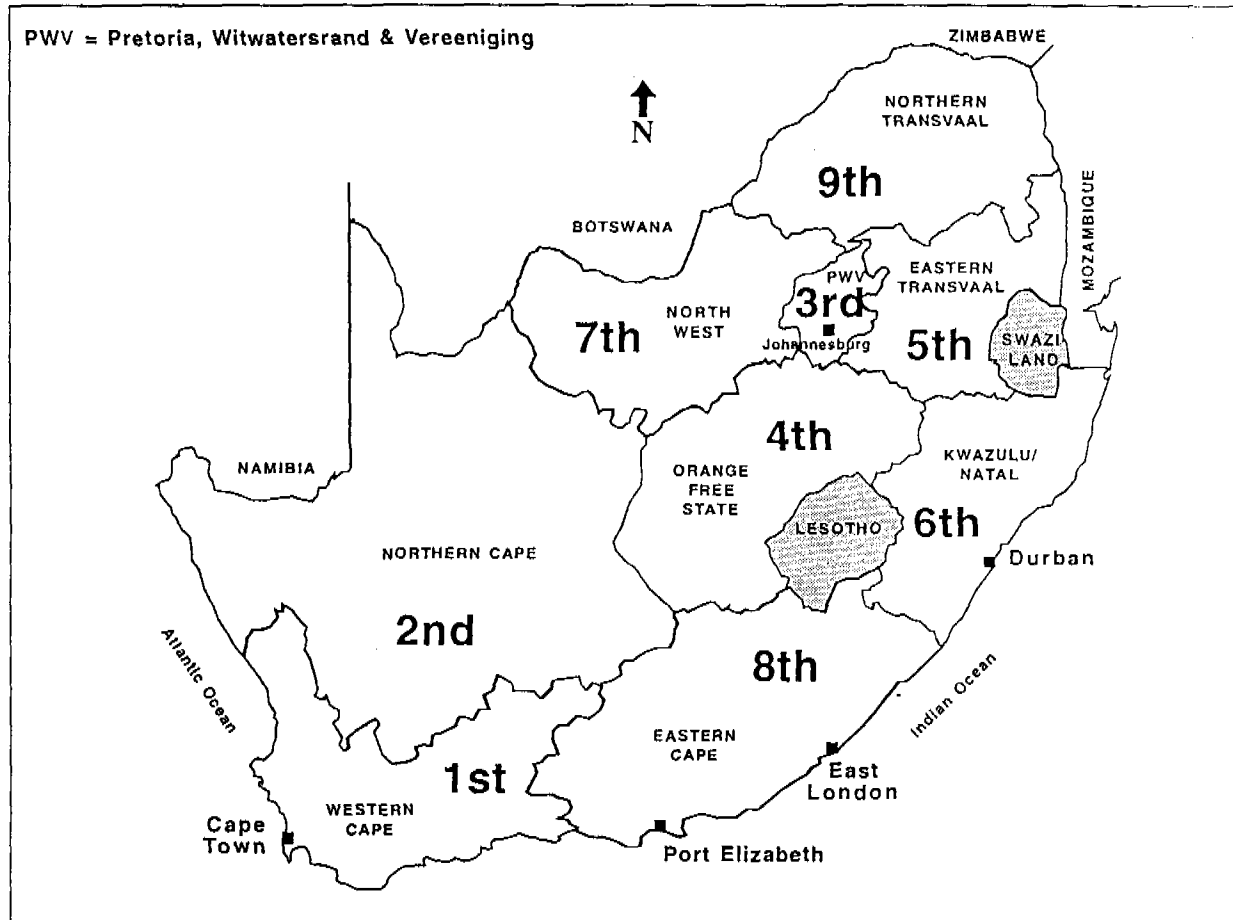 PWV = Pretoria, Witwatersrand & Vereeniging
ZIMBABWE
NORTHERN
TRANSVAAL
N
9th
MOZAMBIQUE
BOTSWANA
EASTERN
TRANSVAAL
PWV
3rd
Johannesburg
NORTH
WEST
7th
5th
SWAZI
LAND
4th
KWAZULU/
NATAL
NAMIBIA
ORANGE
FREE
STATE
LESOTHO
6th
Durban
NORTHERN CAPE
2nd
Atlantic Ocean
8th
Indian Ocean
EASTERN
CAPE
East
London
1st
WESTERN
CAPE
Cape
Town
Port Elizabeth